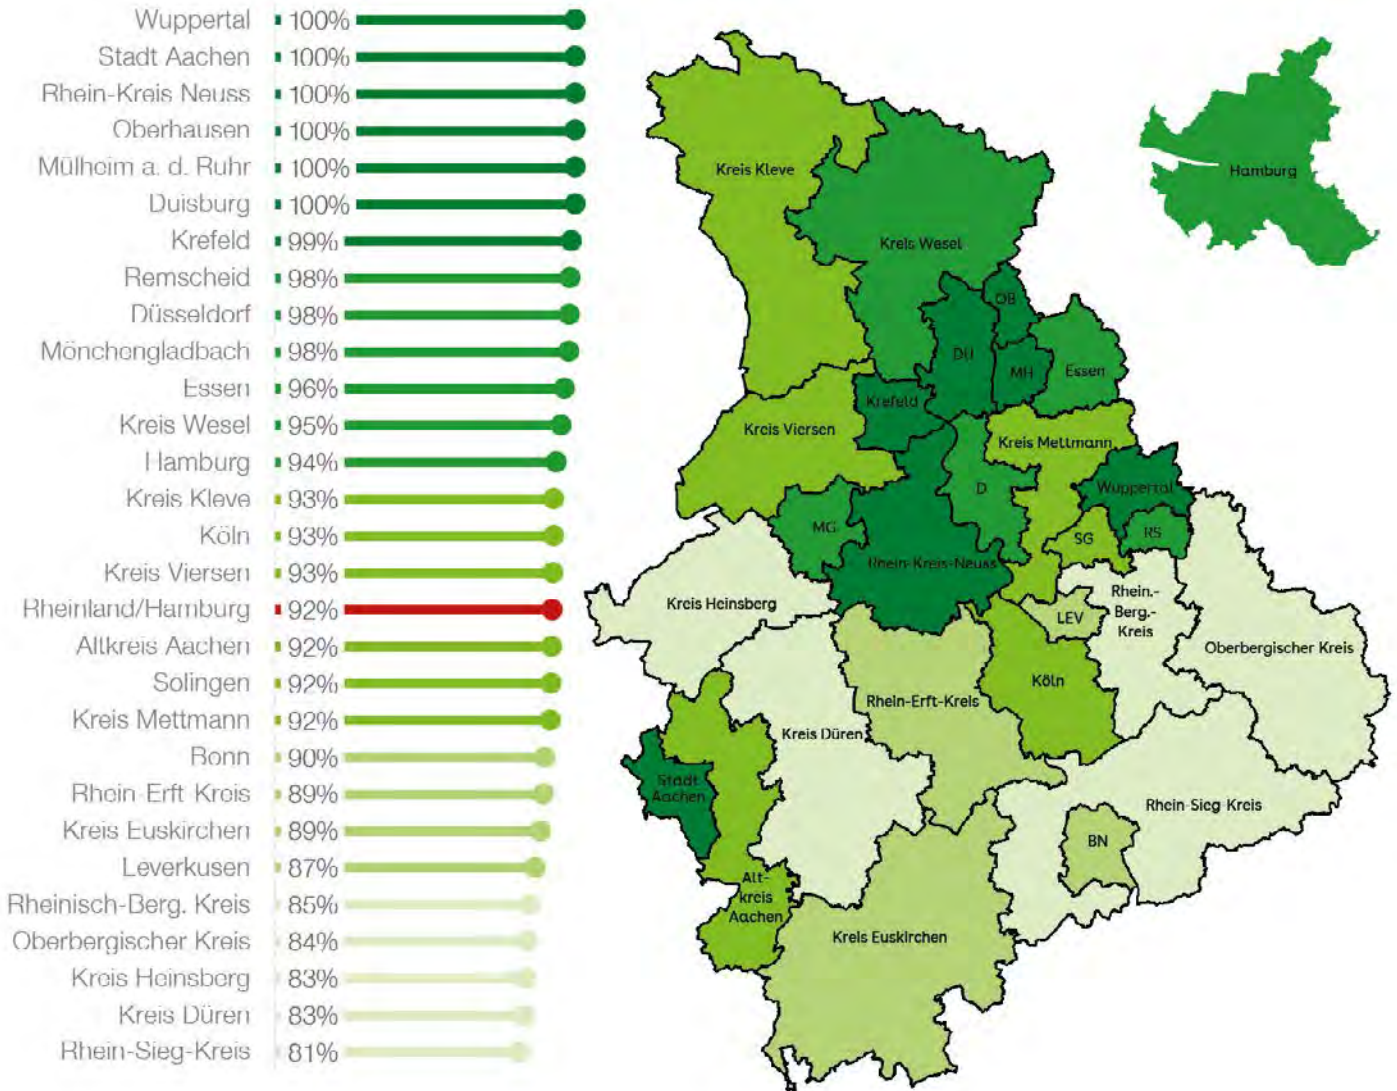 Wuppertal 100%
Stadt Aachen 100%
Rhein-Kreis Neuss 100%
Oberhausen 100%
Mülheim a. d. Ruhr 100%
Duisburg 100%
Krefeld 99%
Remscheid 98%
Düsseldorf 98%
Mönchengladbach 98%
Essen 96%
Kreis Wesel 95%
Hamburg 94%
Kreis Kleve 93%
Köln 93%
Kreis Viersen 93%
Rheinland/Hamburg 92%
Altkreis Aachen 92%
Solingen 92%
Kreis Mettmann 92%
Bonn 90%
Rhein-Erft-Kreis 89%
Kreis Euskirchen 89%
Leverkusen 87%
Rheinisch-Berg. Kreis 85%
Oberbergischer Kreis 84%
Kreis Heinsberg 83%
Kreis Düren 83%
Rhein-Sieg-Kreis 81%
Kreis Kleve
Hamburg
Kreis Wesel
OB
DU
MH
Essen
Krefeld
Kreis Viersen
Kreis Mettmann
D
Wuppertal
MG
SG
RS
Rhein-Kreis-Neuss
Kreis Heinsberg
LEV
Rhein.-
Berg.-
Kreis
Oberbergischer Kreis
Köln
Rhein-Erft-Kreis
Kreis Düren
Stadt
Aachen
Rhein-Sieg-Kreis
BN
Alt-
kreis
Aachen
Kreis Euskirchen